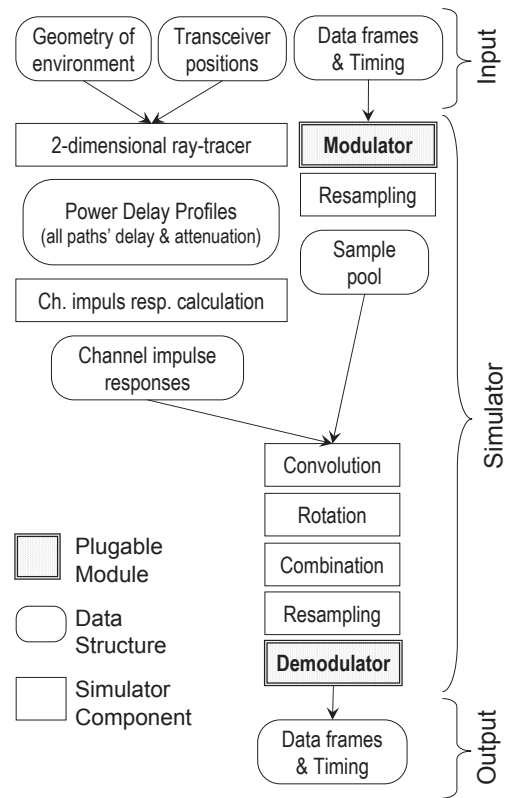 Geometry of
environment
Transceiver
positions
Data frames
& Timing
Input
2-dimensional ray-tracer
Modulator
Resampling
Power Delay Profiles
(all paths' delay & attenuation)
Sample
pool
Ch. impuls resp. calculation
Channel impulse
responses
Simulator
Convolution
Rotation
Combination
Resampling
Demodulator
Plugable
Module
Data
Structure
Simulator
Component
Data frames
& Timing
Output